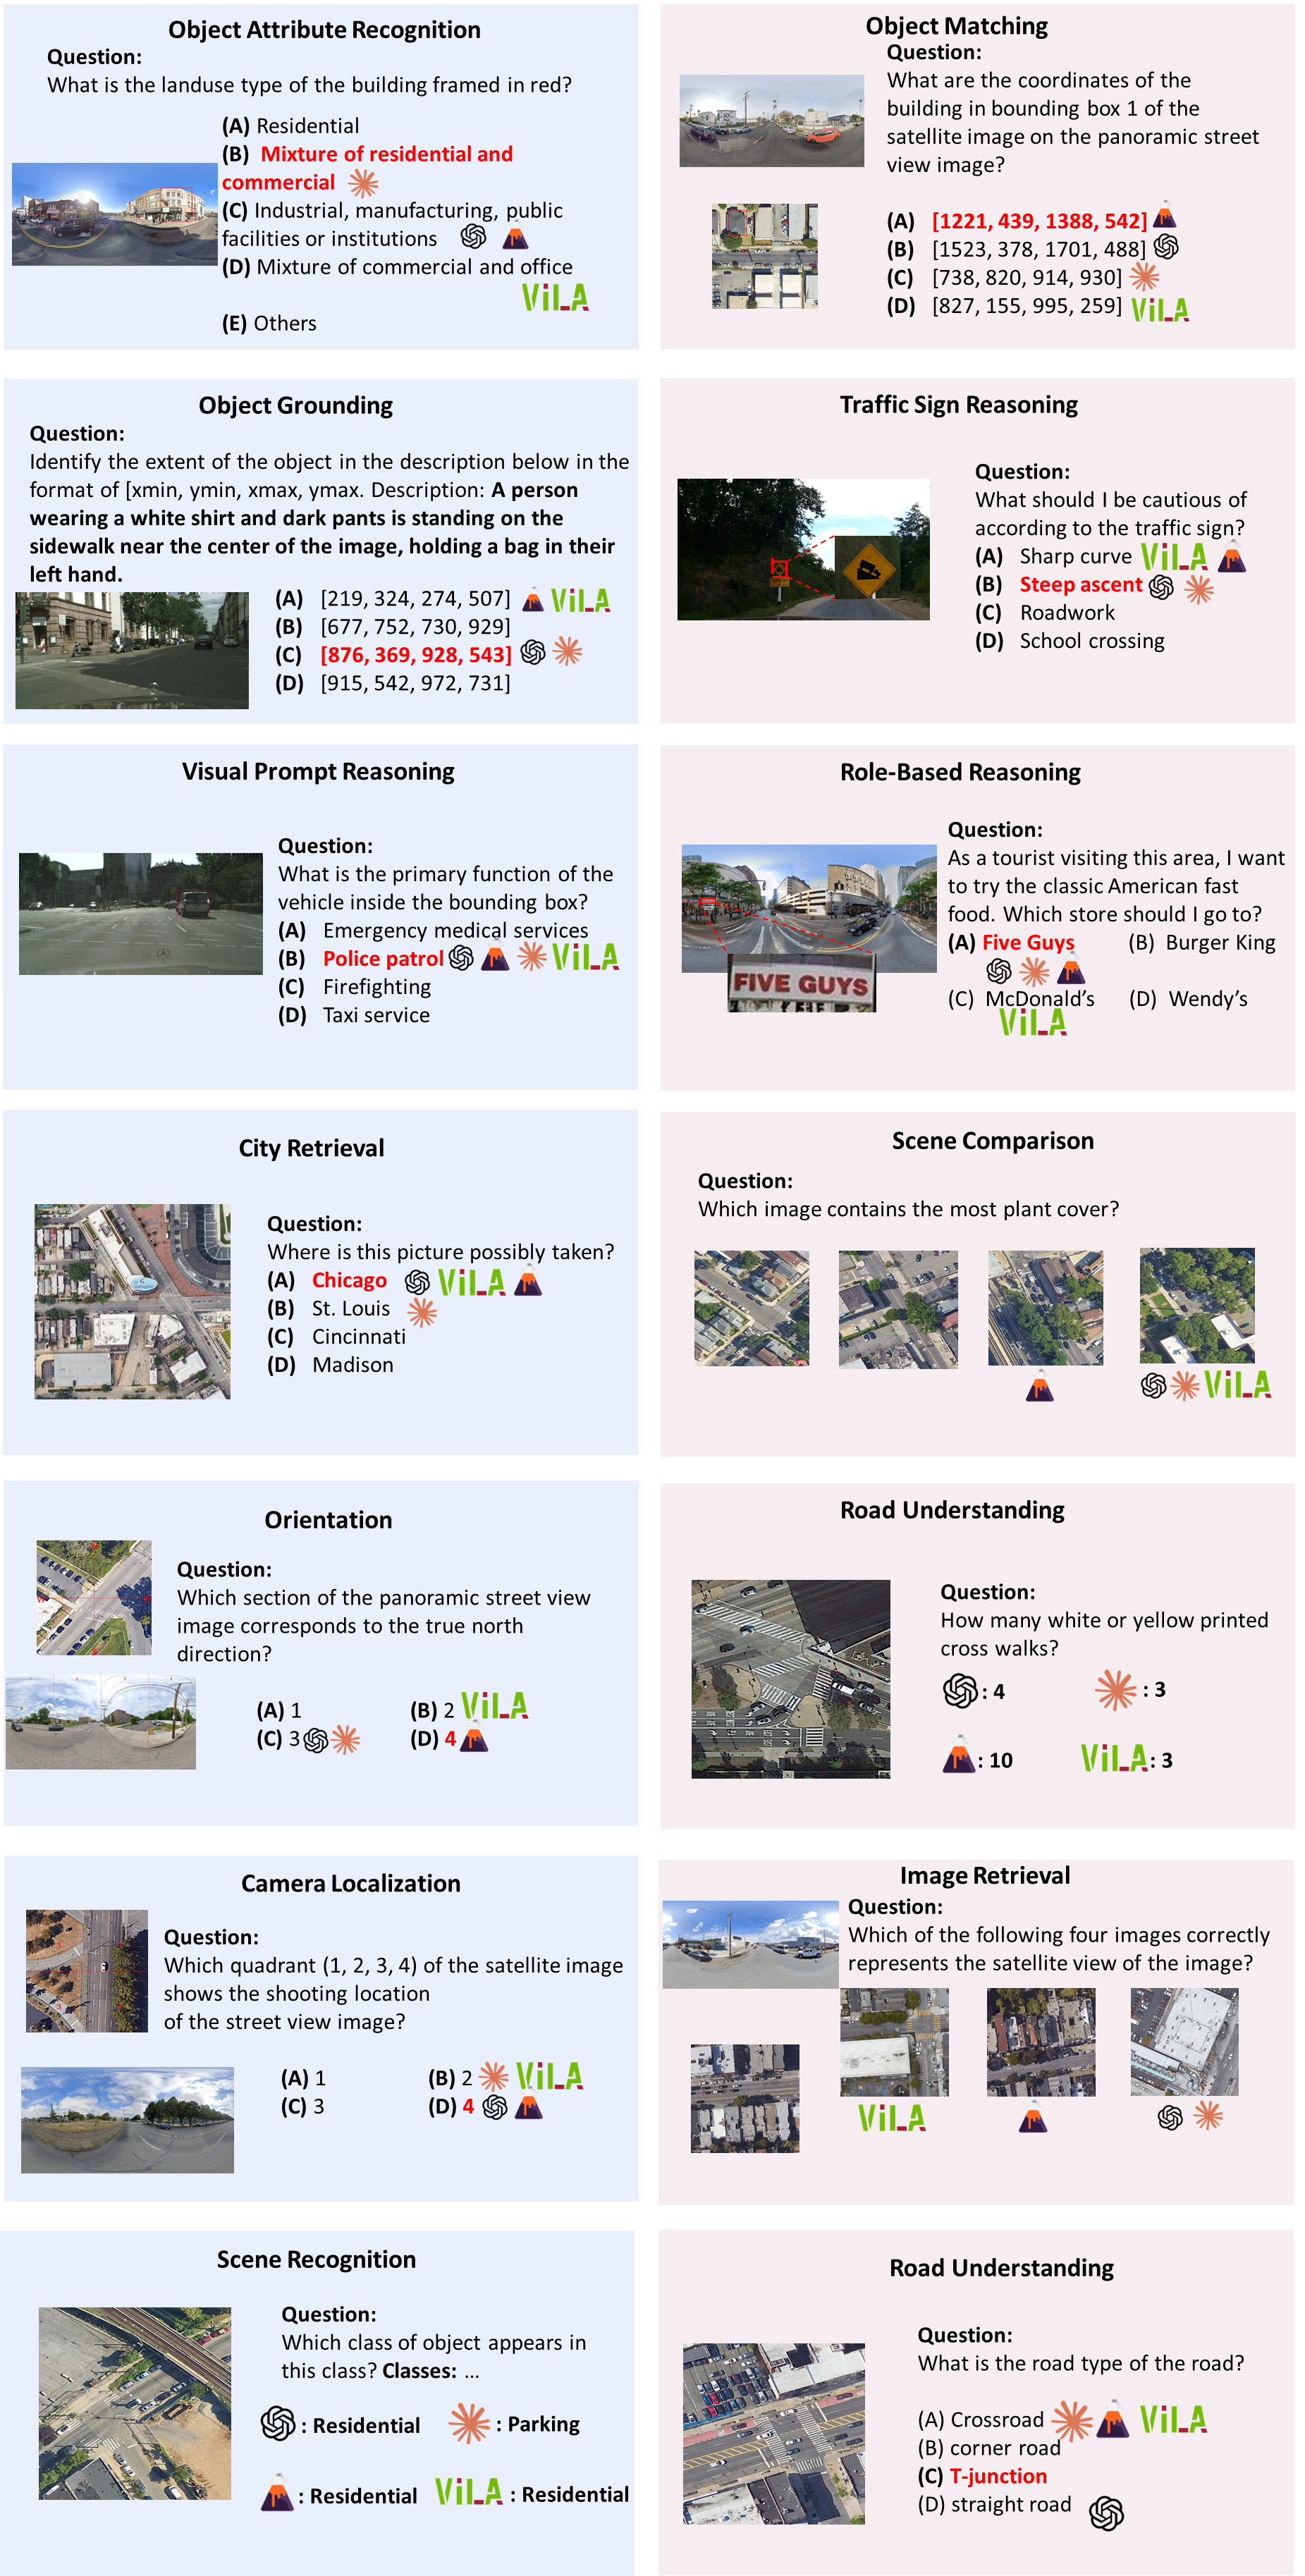 Object Attribute Recognition
Question:
What is the landuse type of the building framed in red?
(A) Residential
(B) Mixture of residential and
commercial
(C) Industrial, manufacturing, public
facilities or institutions
(D) Mixture of commercial and office
ViLA
(E) Others
Object Matching
Question:
What are the coordinates of the
building in bounding box 1 of the
satellite image on the panoramic street
view image?
(A) [1221, 439, 1388, 542]
(B) [1523, 378, 1701, 488]
(C) [738, 820, 914, 930]
(D) [827, 155, 995, 259] ViLA
Object Grounding
Question:
Identify the extent of the object in the description below in the
format of [xmin, ymin, xmax, ymax. Description: A person
wearing a white shirt and dark pants is standing on the
sidewalk near the center of the image, holding a bag in their
left hand.
(A) [219, 324, 274, 507] ViLA
(B) [677, 752, 730, 929]
(C) [876, 369, 928, 543]
(D) [915, 542, 972, 731]
Traffic Sign Reasoning
Question:
What should I be cautious of
according to the traffic sign?
(A) Sharp curve ViLA
(B) Steep ascent
(C) Roadwork
(D) School crossing
Visual Prompt Reasoning
Question:
What is the primary function of the
vehicle inside the bounding box?
(A) Emergency medical services
(B) Police patrol ViLA
(C) Firefighting
(D) Taxi service
Role-Based Reasoning
Question:
As a tourist visiting this area, I want
to try the classic American fast
food. Which store should I go to?
(A) Five Guys (B) Burger King
(C) McDonald’s (D) Wendy’s
ViLA
FIVE GUYS
City Retrieval
Question:
Where is this picture possibly taken?
(A) Chicago ViLA
(B) St. Louis
(C) Cincinnati
(D) Madison
Scene Comparison
Question:
Which image contains the most plant cover?
ViLA
Orientation
Question:
Which section of the panoramic street view
image corresponds to the true north
direction?
(A) 1 (B) 2 ViLA
(C) 3 (D) 4
Road Understanding
Question:
How many white or yellow printed
cross walks?
: 4 : 3
: 10 ViLA: 3
Camera Localization
Question:
Which quadrant (1, 2, 3, 4) of the satellite image
shows the shooting location
of the street view image?
(A) 1 (B) 2 ViLA
(C) 3 (D) 4
Image Retrieval
Question:
Which of the following four images correctly
represents the satellite view of the image?
ViLA
Scene Recognition
Question:
Which class of object appears in
this class? Classes: ...
: Residential : Parking
: Residential ViLA : Residential
Road Understanding
Question:
What is the road type of the road?
(A) Crossroad ViLA
(B) corner road
(C) T-junction
(D) straight road